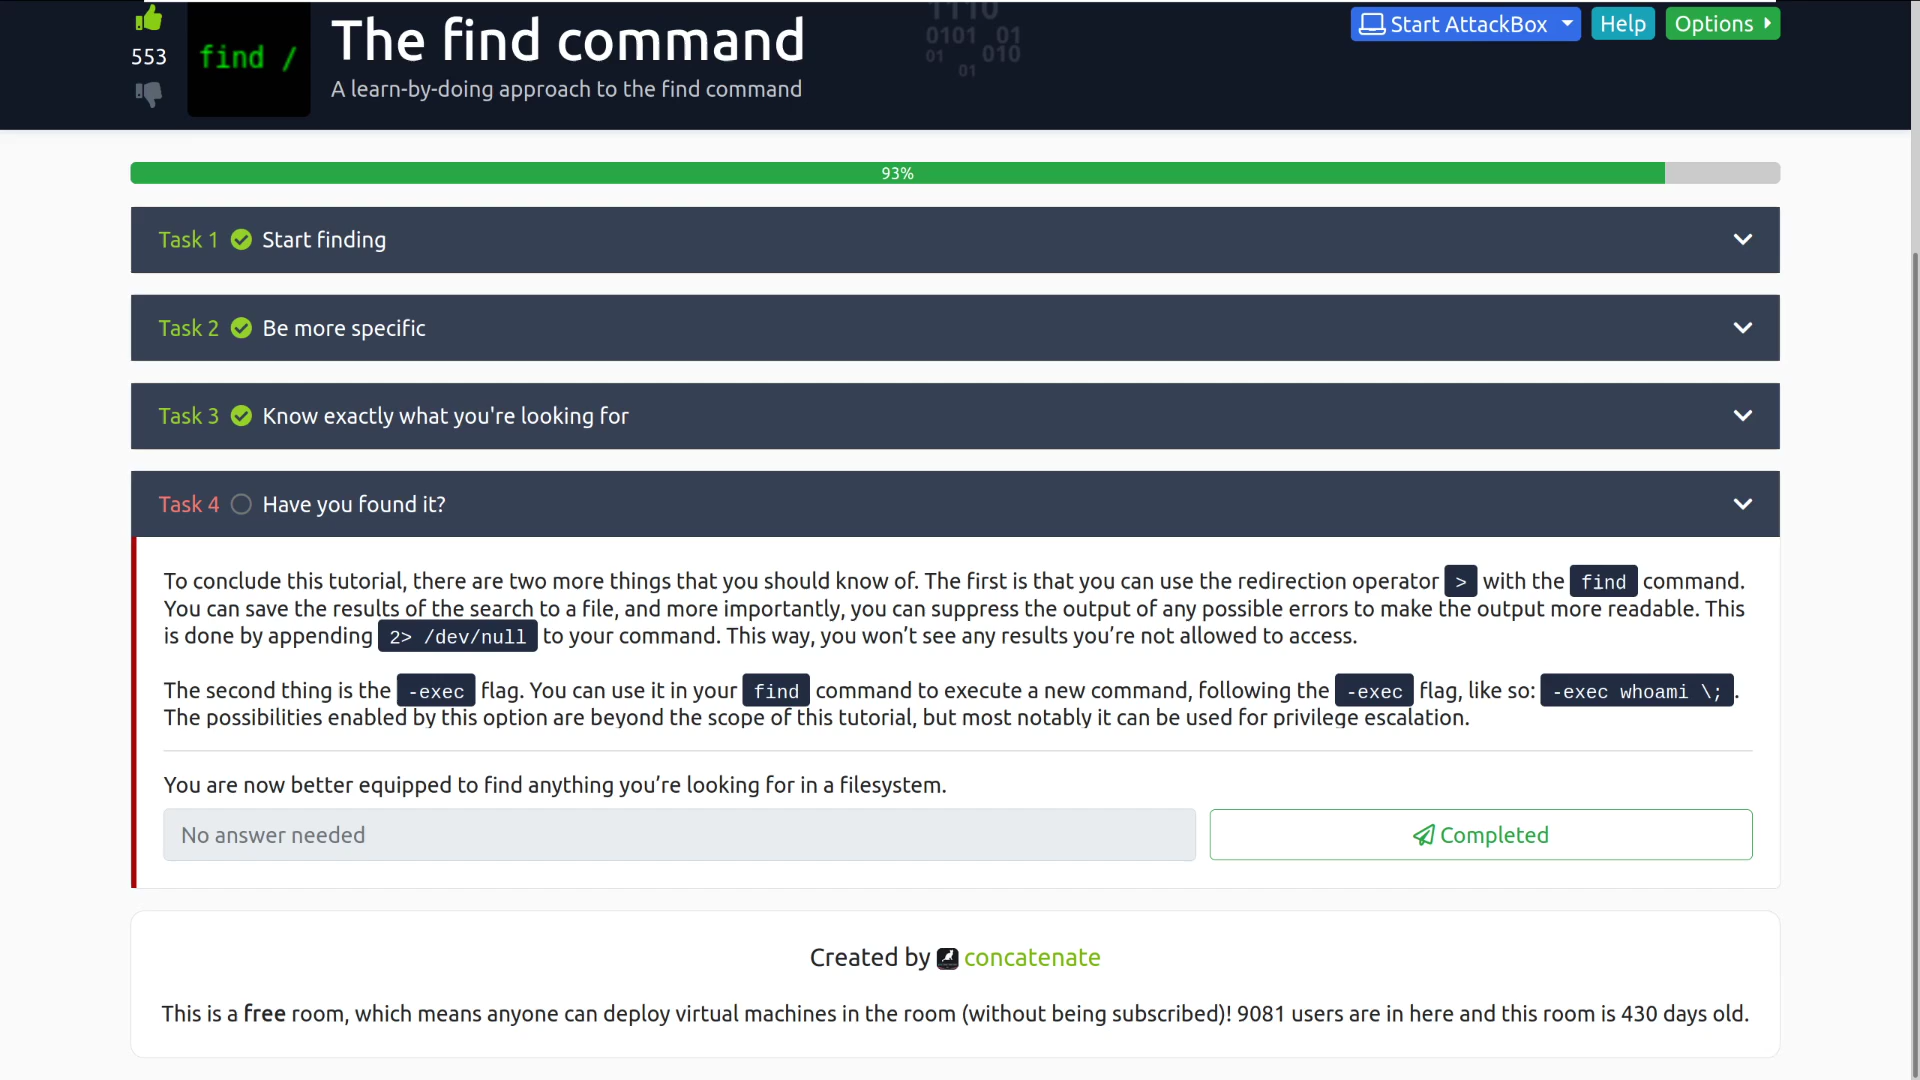 553
find /
The find command
A learn-by-doing approach to the find command
1110
0101 01
01 010
01
Start AttackBox
Help
Options
93%
Task 1 Start finding
Task 2 Be more specific
Task 3 Know exactly what you're looking for
Task 4 Have you found it?
To conclude this tutorial, there are two more things that you should know of. The first is that you can use the redirection operator > with the find command.
You can save the results of the search to a file, and more importantly, you can suppress the output of any possible errors to make the output more readable. This
is done by appending 2> /dev/null to your command. This way, you won’t see any results you’re not allowed to access.
The second thing is the -exec flag. You can use it in your find command to execute a new command, following the -exec flag, like so: -exec whoami \; .
The possibilities enabled by this option are beyond the scope of this tutorial, but most notably it can be used for privilege escalation.
You are now better equipped to find anything you’re looking for in a filesystem.
No answer needed
Completed
Created by concatenate
This is a free room, which means anyone can deploy virtual machines in the room (without being subscribed)! 9081 users are in here and this room is 430 days old.